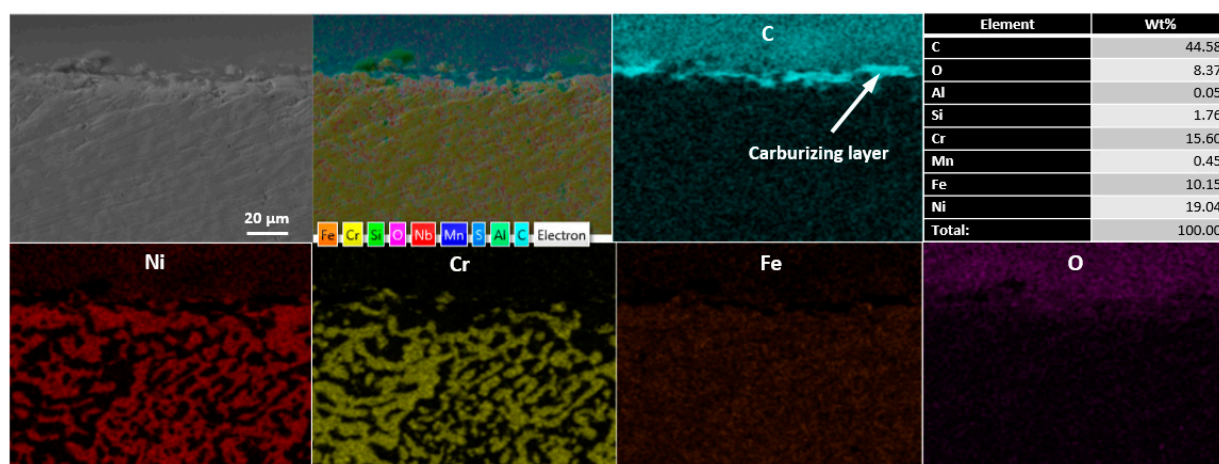 C
Carburizing layer
20 µm
Fe Cr Si O Nb Mn S Al C Electron
Element Wt%
C 44.58
O 8.37
Al 0.05
Si 1.76
Cr 15.60
Mn 0.45
Fe 10.15
Ni 19.04
Total: 100.00
Ni
Cr
Fe
O